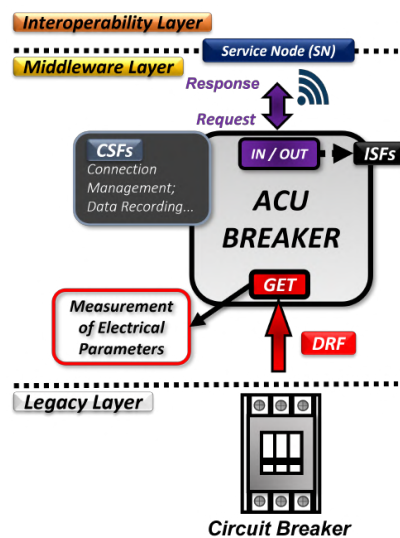 Interoperability Layer
Service Node (SN)
Middleware Layer
Response
Request
CSFs
Connection
Management;
Data Recording...
IN / OUT
ISFs
ACU
BREAKER
GET
Measurement
of Electrical
Parameters
DRF
Legacy Layer
Circuit Breaker